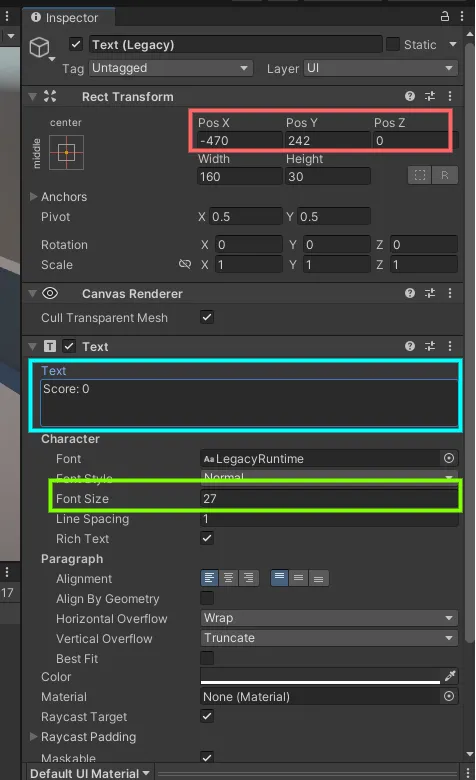 Inspector
Text (Legacy) Static
Tag Untagged Layer UI
Rect Transform
center Pos X Pos Y Pos Z
middle -470 242 0
Width Height
160 30
R
Anchors
Pivot X 0.5 Y 0.5
Rotation X 0 Y 0 Z 0
Scale X 1 Y 1 Z 1
Canvas Renderer
Cull Transparent Mesh
T Text
Text
Score: 0
Character
Font Aa LegacyRuntime
Font Style Normal
Font Size 27
Line Spacing 1
Rich Text
Paragraph
17 Alignment
Align By Geometry
Horizontal Overflow Wrap
Vertical Overflow Truncate
Best Fit
Color
Material None (Material)
Raycast Target
Raycast Padding
Maskable
Default UI Material